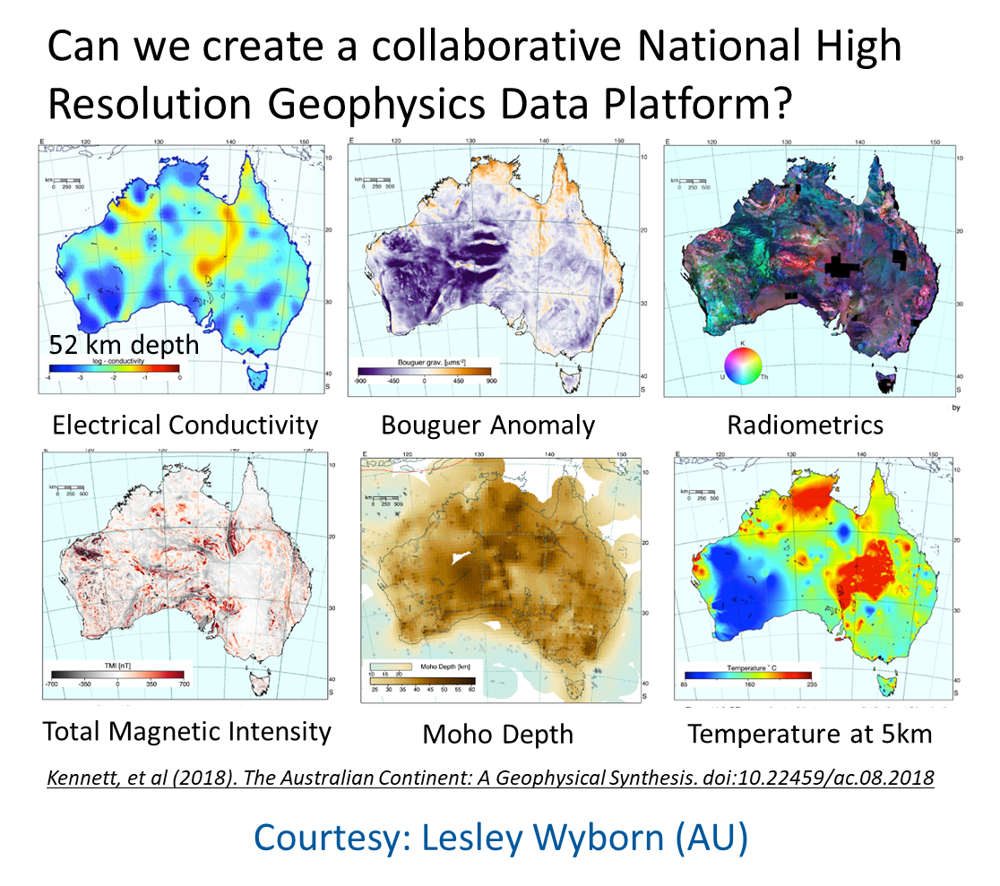 Can we create a collaborative National High
Resolution Geophysics Data Platform?
E 120 130 140 150
10
20
30
40
S
km
0 250 500
52 km depth
log - conductivity
-4 -3 -2 -1 0
Electrical Conductivity
E 120 130 140 150
10
20
30
40
S
km
0 250 500
Bouguer grav. [µms⁻²]
-900 -450 0 450 900
Bouguer Anomaly
E 120 130 140 150
10
20
30
40
S
km
0 250 500
K
U Th
by
Radiometrics
E 120 130 140 150
10
20
30
40
S
km
0 250 500
TMI [nT]
-700 -350 0 350 700
Total Magnetic Intensity
E 120 130 140 150
10
20
30
40
S
km
0 250 500
Moho Depth [km]
10 15 20
25 30 35 40 45 50 55 60
Moho Depth
E 120 130 140 150
10
20
30
40
S
km
0 250 500
Temperature ° C
85 160 235
Temperature at 5km
Kennett, et al (2018). The Australian Continent: A Geophysical Synthesis. doi:10.22459/ac.08.2018
Courtesy: Lesley Wyborn (AU)